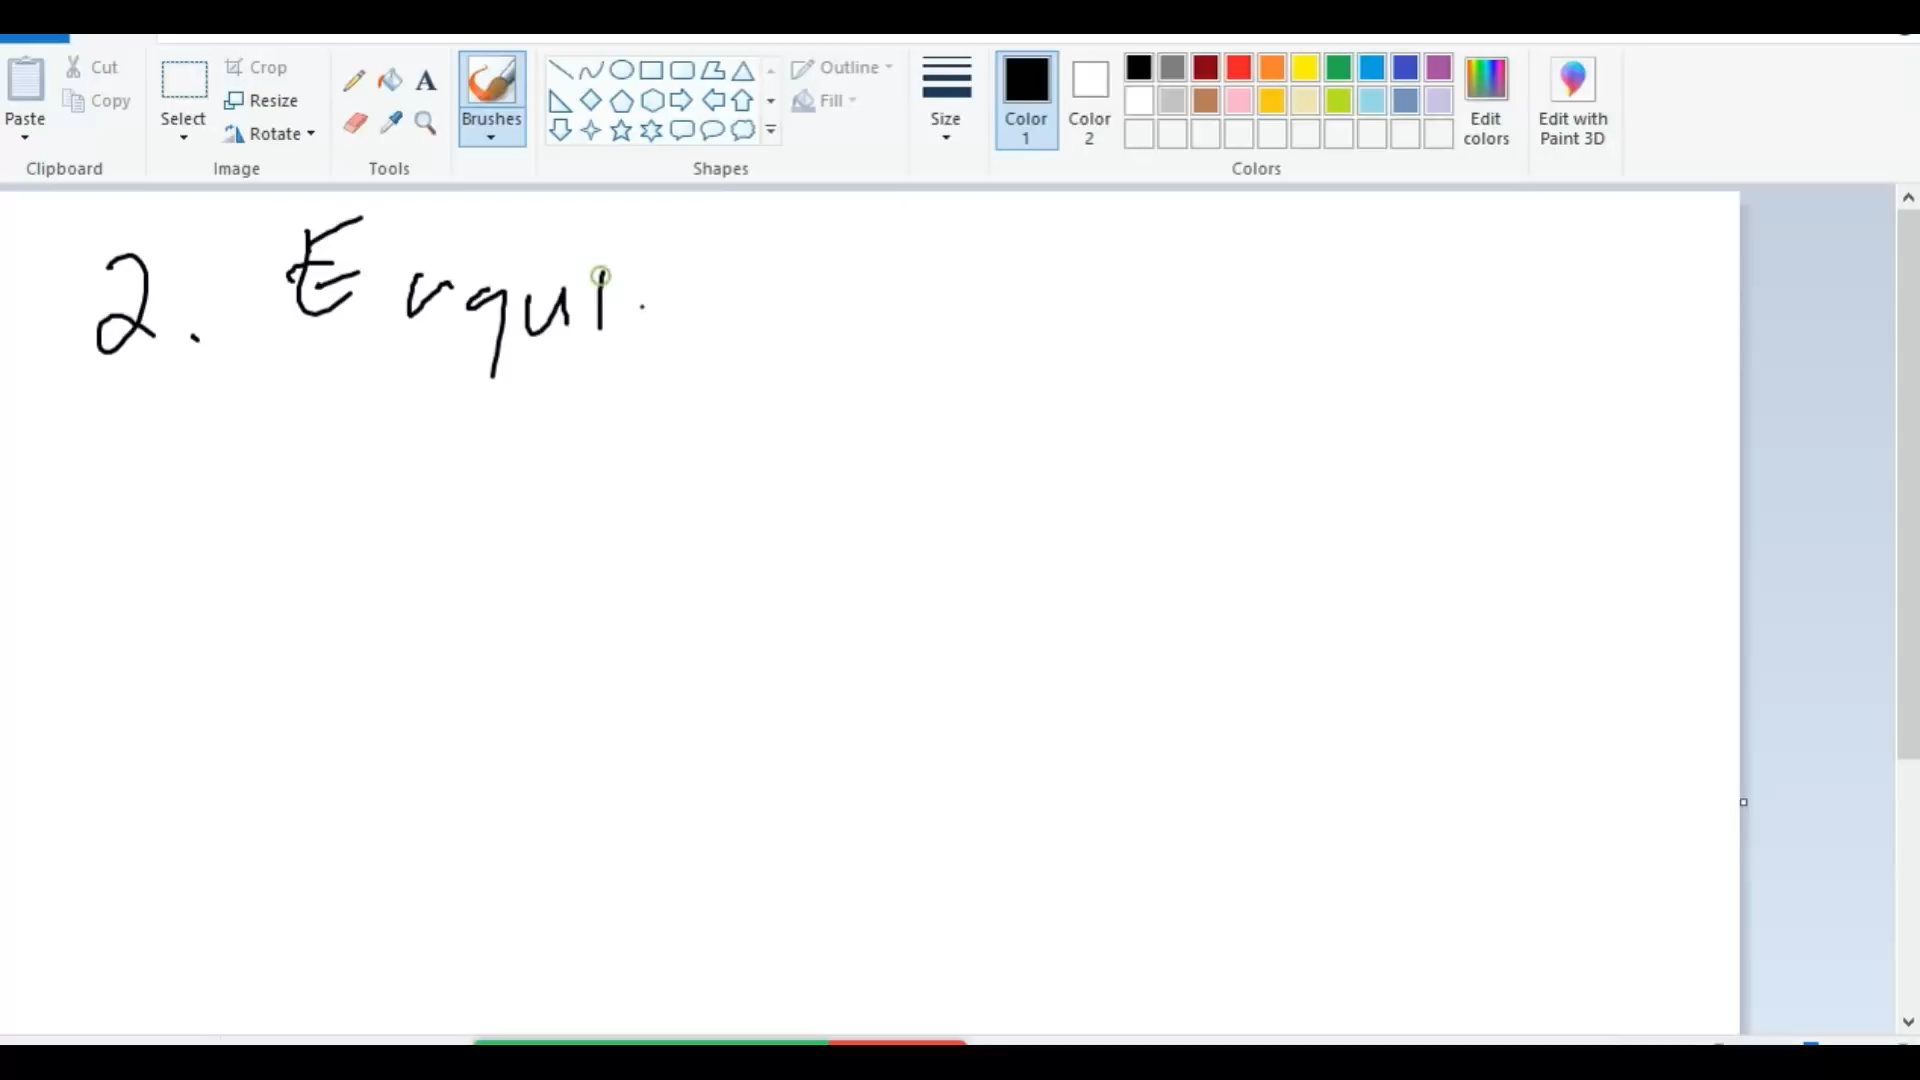 Cut
Copy
Paste
Clipboard
Crop
Resize
Rotate
Select
Image
Tools
Brushes
Shapes
Outline
Fill
Size
Color 1
Color 2
Edit colors
Colors
Edit with Paint 3D
2. Enqui.